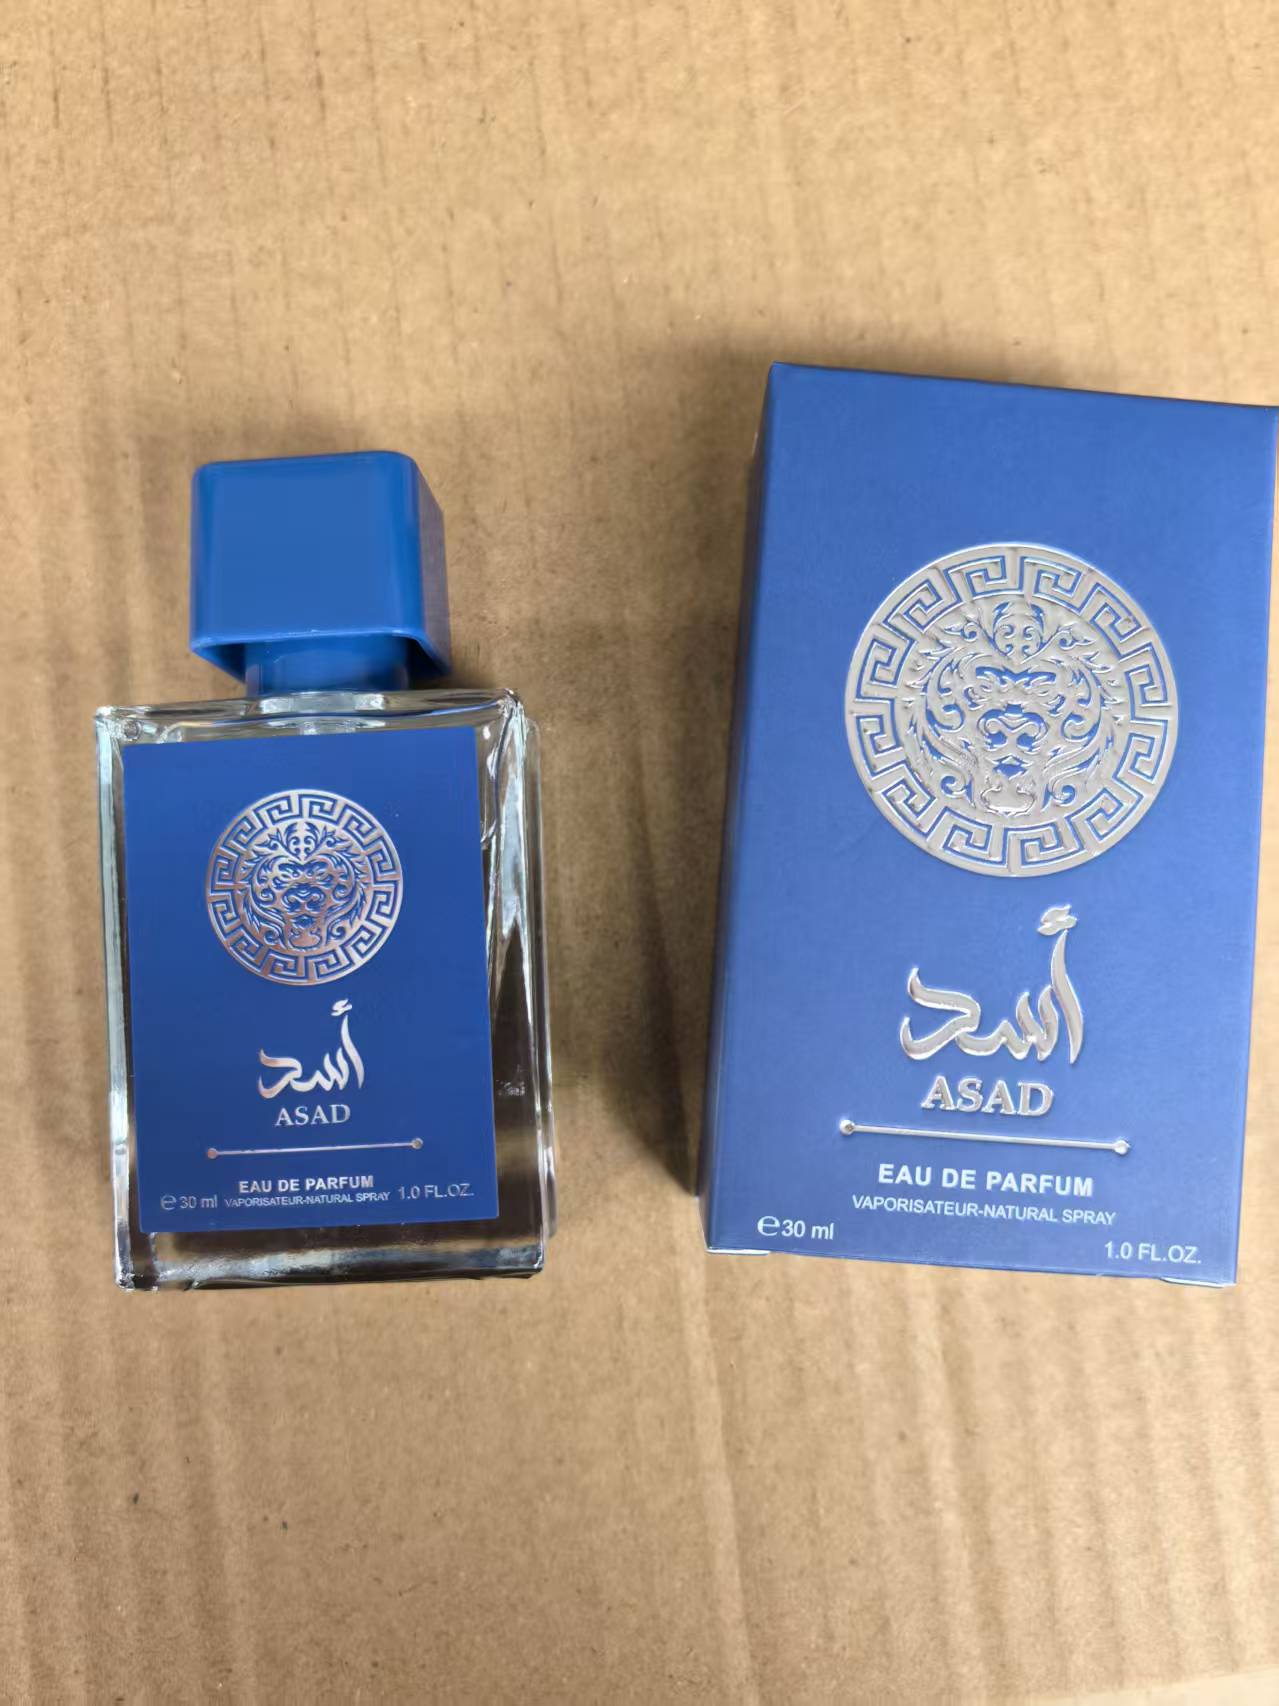 أسد
ASAD
EAU DE PARFUM
℮ 30 ml VAPORISATEUR-NATURAL SPRAY 1.0 FL.OZ.
أسد
ASAD
EAU DE PARFUM
VAPORISATEUR-NATURAL SPRAY
℮30 ml
1.0 FL.OZ.